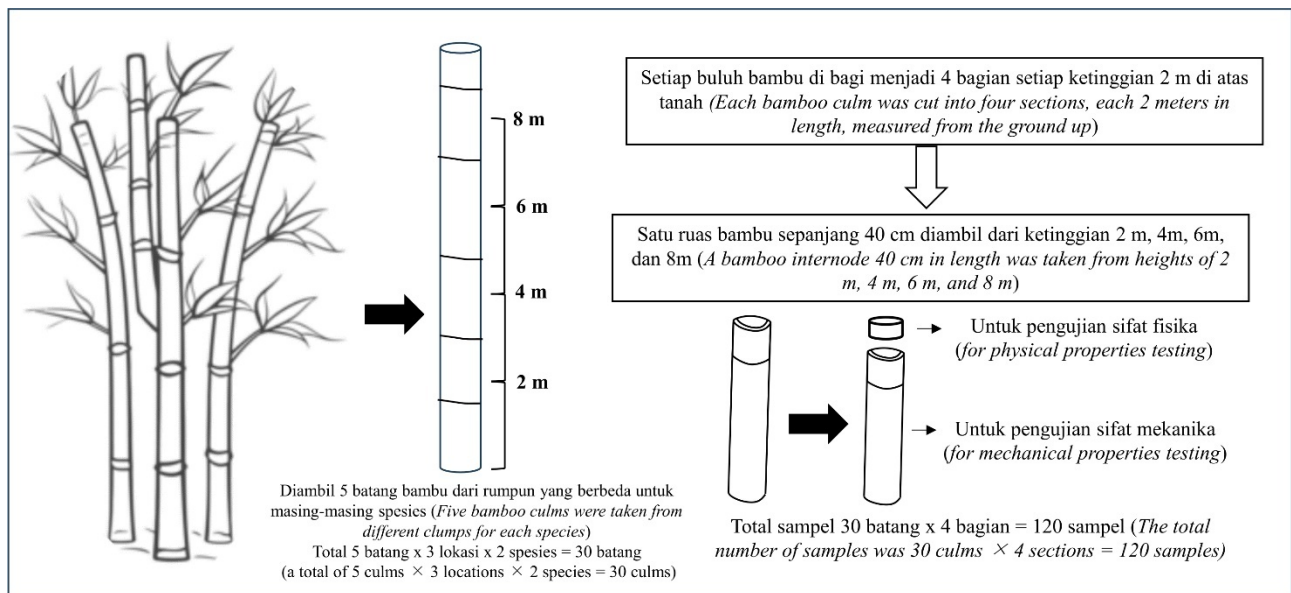 8 m
6 m
4 m
2 m
Diambil 5 batang bambu dari rumpun yang berbeda untuk
masing-masing spesies (Five bamboo culms were taken from
different clumps for each species)
Total 5 batang x 3 lokasi x 2 spesies = 30 batang
(a total of 5 culms × 3 locations × 2 species = 30 culms)
Setiap buluh bambu di bagi menjadi 4 bagian setiap ketinggian 2 m di atas
tanah (Each bamboo culm was cut into four sections, each 2 meters in
length, measured from the ground up)
Satu ruas bambu sepanjang 40 cm diambil dari ketinggian 2 m, 4m, 6m,
dan 8m (A bamboo internode 40 cm in length was taken from heights of 2
m, 4 m, 6 m, and 8 m)
Untuk pengujian sifat fisika
(for physical properties testing)
Untuk pengujian sifat mekanika
(for mechanical properties testing)
Total sampel 30 batang x 4 bagian = 120 sampel (The total
number of samples was 30 culms × 4 sections = 120 samples)